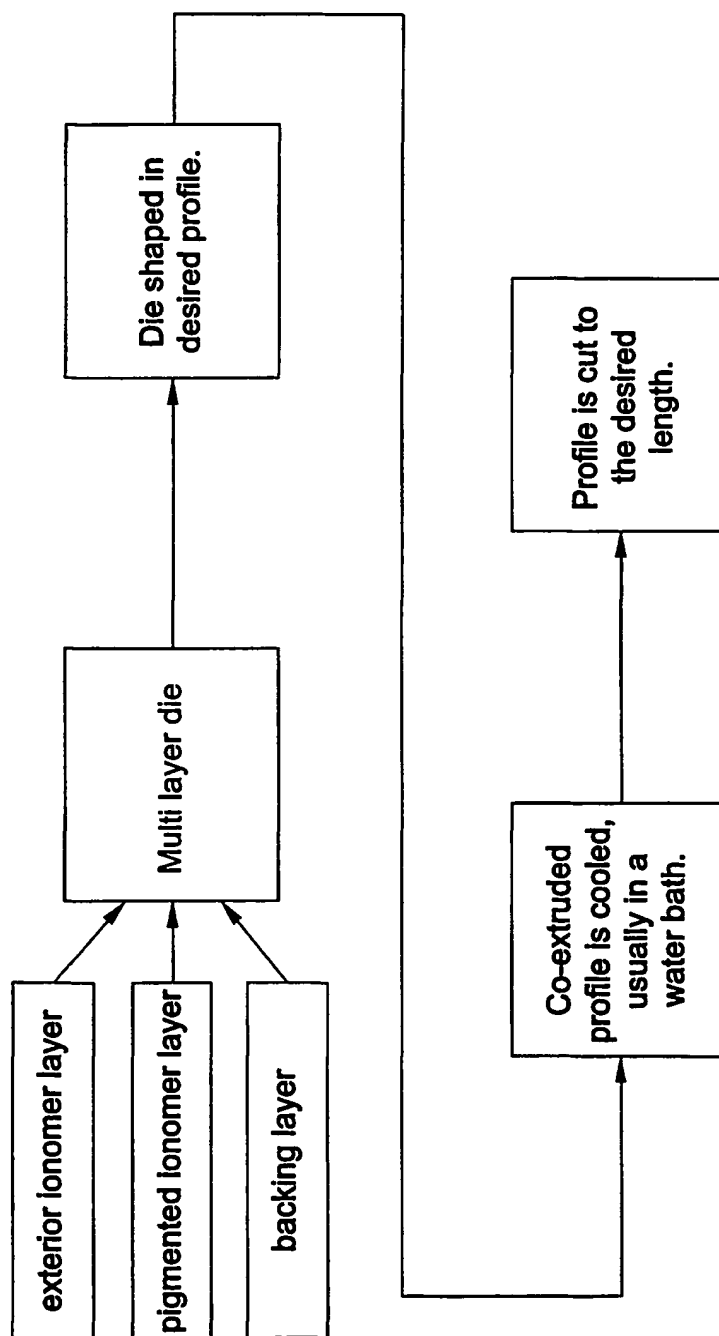 exterior ionomer layer
pigmented ionomer layer
backing layer
Multi layer die
Die shaped in
desired profile.
Co-extruded
profile is cooled,
usually in a
water bath.
Profile is cut to
the desired
length.